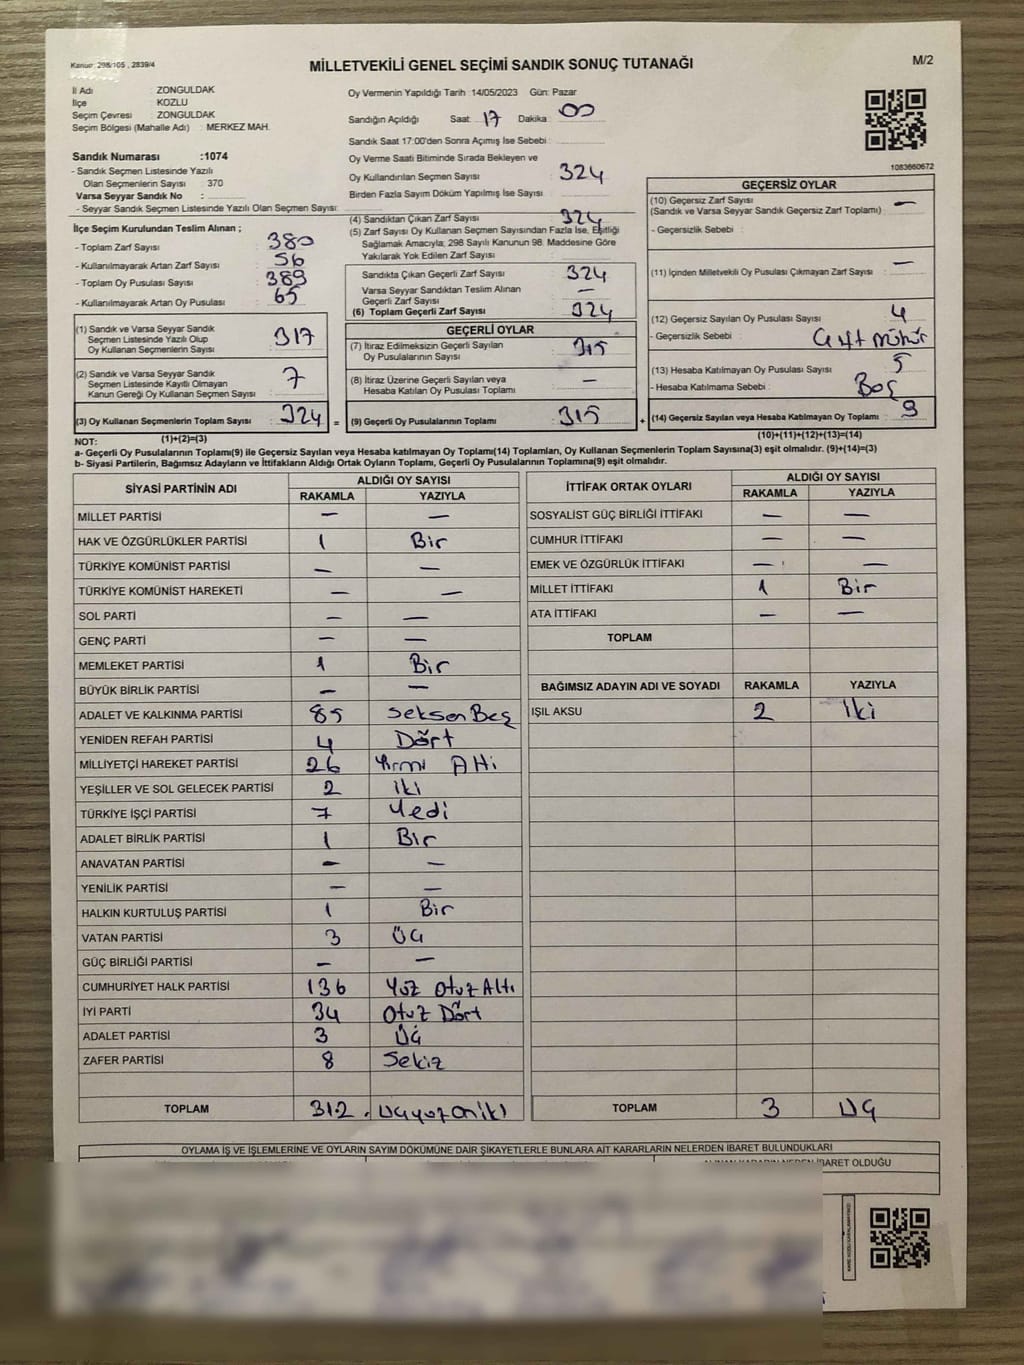 Kanun: 298/105 , 2839/4
MİLLETVEKİLİ GENEL SEÇİMİ SANDIK SONUÇ TUTANAĞI
M/2
İl Adı : ZONGULDAK
İlçe : KOZLU
Seçim Çevresi : ZONGULDAK
Seçim Bölgesi (Mahalle Adı) : MERKEZ MAH.
Sandık Numarası :1074
- Sandık Seçmen Listesinde Yazılı
Olan Seçmenlerin Sayısı : 370
Varsa Seyyar Sandık No :
- Seyyar Sandık Seçmen Listesinde Yazılı Olan Seçmen Sayısı:
Oy Vermenin Yapıldığı Tarih :14/05/2023 Gün: Pazar
Sandığın Açıldığı Saat: 17 Dakika: 00
Sandık Saat 17:00'den Sonra Açımış İse Sebebi :
Oy Verme Saati Bitiminde Sırada Bekleyen ve
Oy Kullandırılan Seçmen Sayısı : 324
Birden Fazla Sayım Döküm Yapılmış İse Sayısı :
1083660672
İlçe Seçim Kurulundan Teslim Alınan ;
- Toplam Zarf Sayısı : 380
- Kullanılmayarak Artan Zarf Sayısı : 56
- Toplam Oy Pusulası Sayısı : 389
- Kullanılmayarak Artan Oy Pusulası : 65
(1) Sandık ve Varsa Seyyar Sandık
Seçmen Listesinde Yazılı Olup
Oy Kullanan Seçmenlerin Sayısı 317
(2) Sandık ve Varsa Seyyar Sandık
Seçmen Listesinde Kayıtlı Olmayan
Kanun Gereği Oy Kullanan Seçmen Sayısı 7
(3) Oy Kullanan Seçmenlerin Toplam Sayısı 324 =
(1)+(2)=(3)
(4) Sandıktan Çıkan Zarf Sayısı : 324
(5) Zarf Sayısı Oy Kullanan Seçmen Sayısından Fazla İse, Eşitliği
Sağlamak Amacıyla; 298 Sayılı Kanunun 98. Maddesine Göre
Yakılarak Yok Edilen Zarf Sayısı :
Sandıkta Çıkan Geçerli Zarf Sayısı 324
Varsa Seyyar Sandıktan Teslim Alınan
Geçerli Zarf Sayısı —
(6) Toplam Geçerli Zarf Sayısı 324
GEÇERLİ OYLAR
(7) İtiraz Edilmeksizin Geçerli Sayılan
Oy Pusulalarının Sayısı 315
(8) İtiraz Üzerine Geçerli Sayılan veya
Hesaba Katılan Oy Pusulası Toplamı —
(9) Geçerli Oy Pusulalarının Toplamı 315 +
GEÇERSİZ OYLAR
(10) Geçersiz Zarf Sayısı
(Sandık ve Varsa Seyyar Sandık Geçersiz Zarf Toplamı) —
- Geçersizlik Sebebi :
(11) İçinden Milletvekili Oy Pusulası Çıkmayan Zarf Sayısı : —
(12) Geçersiz Sayılan Oy Pusulası Sayısı : 4
- Geçersizlik Sebebi : Çift mühür
(13) Hesaba Katılmayan Oy Pusulası Sayısı : 5
- Hesaba Katılmama Sebebi : Boş
(14) Geçersiz Sayılan veya Hesaba Katılmayan Oy Toplamı : 9
(10)+(11)+(12)+(13)=(14)
NOT:
a- Geçerli Oy Pusulalarının Toplamı(9) ile Geçersiz Sayılan veya Hesaba katılmayan Oy Toplamı(14) Toplamları, Oy Kullanan Seçmenlerin Toplam Sayısına(3) eşit olmalıdır. (9)+(14)=(3)
b- Siyasi Partilerin, Bağımsız Adayların ve İttifakların Aldığı Ortak Oyların Toplamı, Geçerli Oy Pusulalarının Toplamına(9) eşit olmalıdır.
SİYASİ PARTİNİN ADI ALDIĞI OY SAYISI
RAKAMLA YAZIYLA
MİLLET PARTİSİ — —
HAK VE ÖZGÜRLÜKLER PARTİSİ 1 Bir
TÜRKİYE KOMÜNİST PARTİSİ — —
TÜRKİYE KOMÜNİST HAREKETİ — —
SOL PARTİ — —
GENÇ PARTİ — —
MEMLEKET PARTİSİ 1 Bir
BÜYÜK BİRLİK PARTİSİ — —
ADALET VE KALKINMA PARTİSİ 85 seksen Beş
YENİDEN REFAH PARTİSİ 4 Dört
MİLLİYETÇİ HAREKET PARTİSİ 26 Yirmi Altı
YEŞİLLER VE SOL GELECEK PARTİSİ 2 İki
TÜRKİYE İŞÇİ PARTİSİ 7 Yedi
ADALET BİRLİK PARTİSİ 1 Bir
ANAVATAN PARTİSİ — —
YENİLİK PARTİSİ — —
HALKIN KURTULUŞ PARTİSİ 1 Bir
VATAN PARTİSİ 3 Üç
GÜÇ BİRLİĞİ PARTİSİ — —
CUMHURİYET HALK PARTİSİ 136 Yüz Otuz Altı
İYİ PARTİ 34 Otuz Dört
ADALET PARTİSİ 3 Üç
ZAFER PARTİSİ 8 Sekiz
TOPLAM 312 . Üçyüzoniki
İTTİFAK ORTAK OYLARI ALDIĞI OY SAYISI
RAKAMLA YAZIYLA
SOSYALİST GÜÇ BİRLİĞİ İTTİFAKI — —
CUMHUR İTTİFAKI — —
EMEK VE ÖZGÜRLÜK İTTİFAKI — —
MİLLET İTTİFAKI 1 Bir
ATA İTTİFAKI — —
TOPLAM
BAĞIMSIZ ADAYIN ADI VE SOYADI RAKAMLA YAZIYLA
IŞIL AKSU 2 İki
TOPLAM 3 Üç
OYLAMA İŞ VE İŞLEMLERİNE VE OYLARIN SAYIM DÖKÜMÜNE DAİR ŞİKAYETLERLE BUNLARA AİT KARARLARIN NELERDEN İBARET BULUNDUKLARI
İBARET OLDUĞU